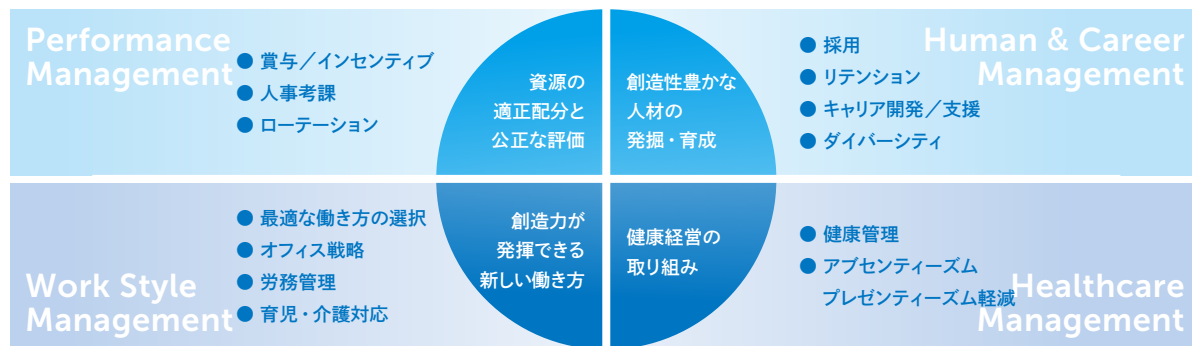 Performance
Management
● 賞与／インセンティブ
● 人事考課
● ローテーション
資源の
適正配分と
公正な評価
創造性豊かな
人材の
発掘・育成
● 採用
● リテンション
● キャリア開発／支援
● ダイバーシティ
Human & Career
Management
Work Style
Management
● 最適な働き方の選択
● オフィス戦略
● 労務管理
● 育児・介護対応
創造力が
発揮できる
新しい働き方
健康経営の
取り組み
● 健康管理
● アブセンティーズム
プレゼンティーズム軽減
Healthcare
Management